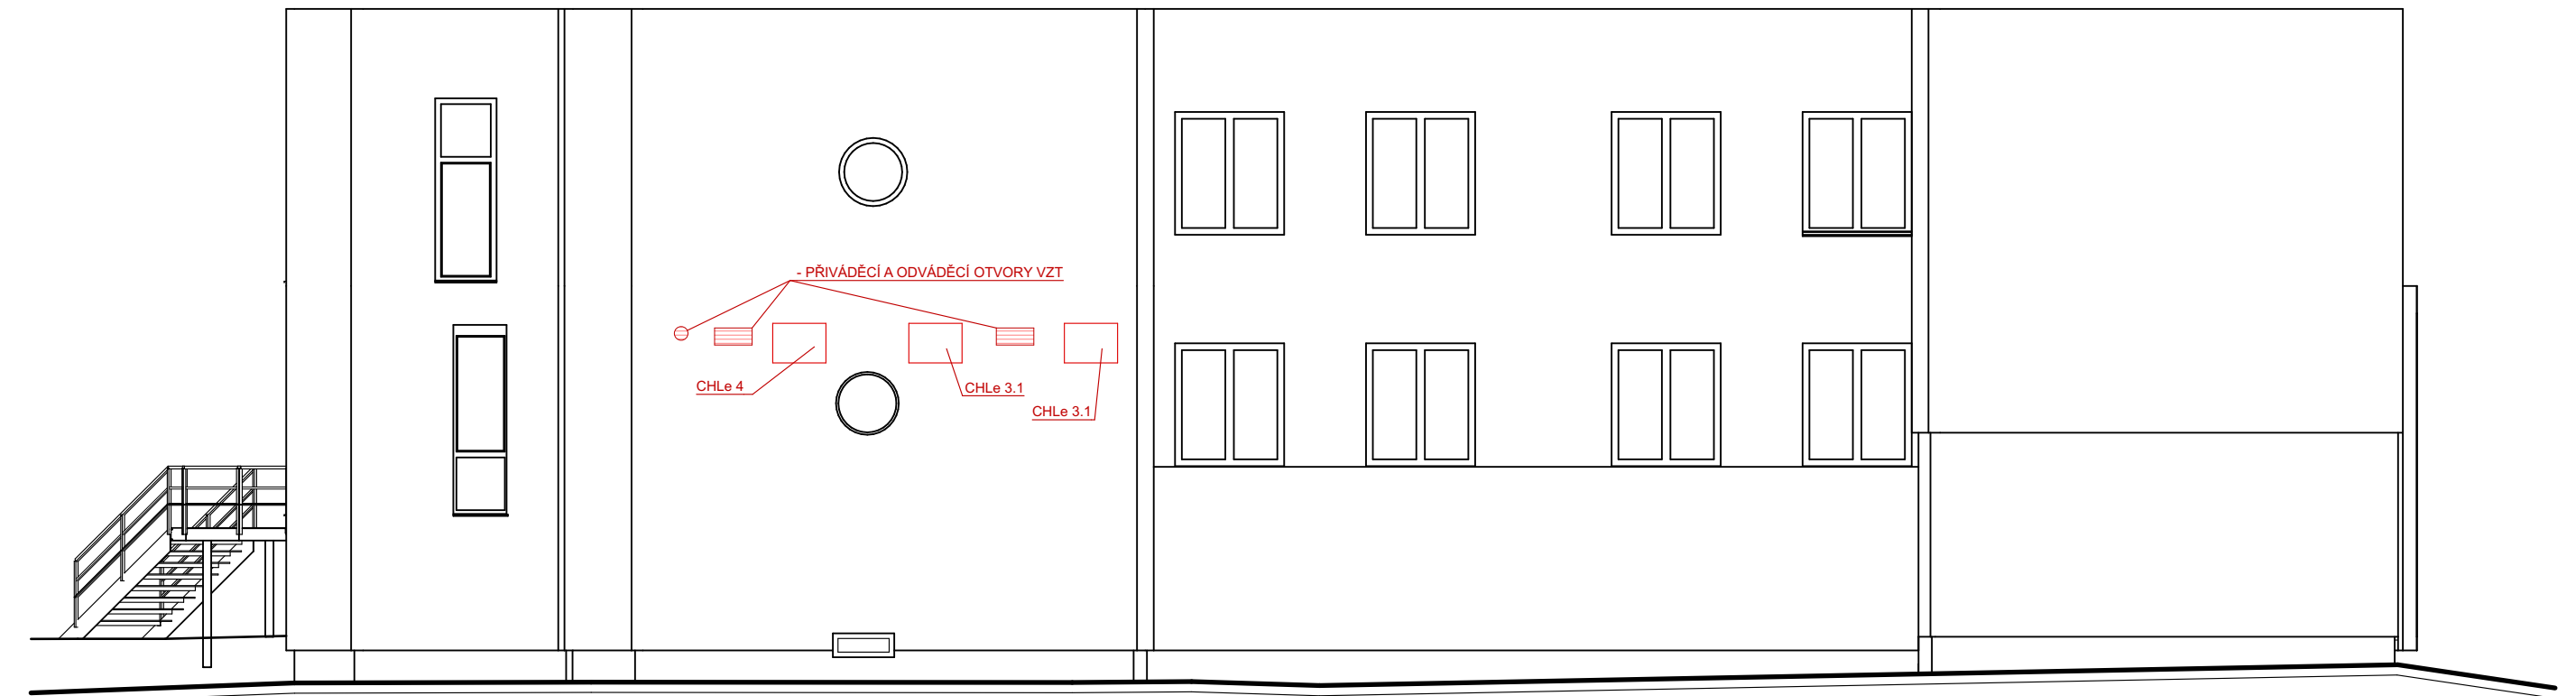 - PŘIVÁDĚCÍ A ODVÁDĚCÍ OTVORY VZT
CHLe 4
CHLe 3.1
CHLe 3.1